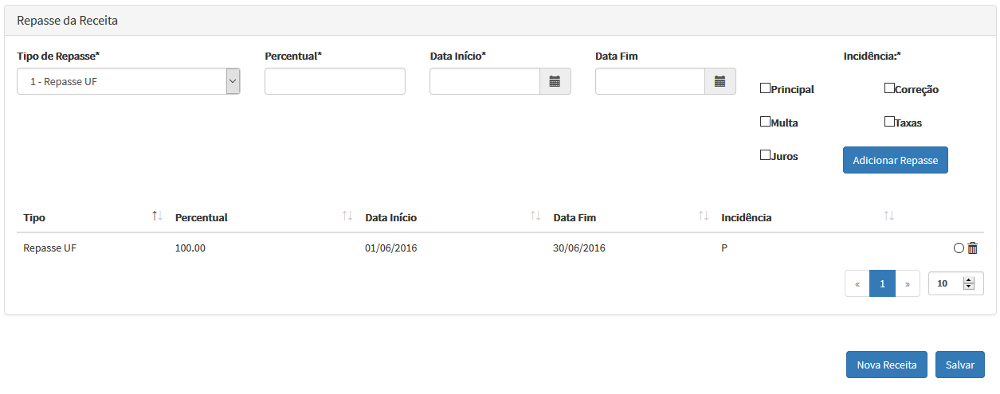 Repasse da Receita
Tipo de Repasse* Percentual* Data Início* Data Fim Incidência:*
1 - Repasse UF
Principal Correção
Multa Taxas
Juros Adicionar Repasse
Tipo Percentual Data Início Data Fim Incidência
Repasse UF 100.00 01/06/2016 30/06/2016 P
« 1 » 10
Nova Receita Salvar